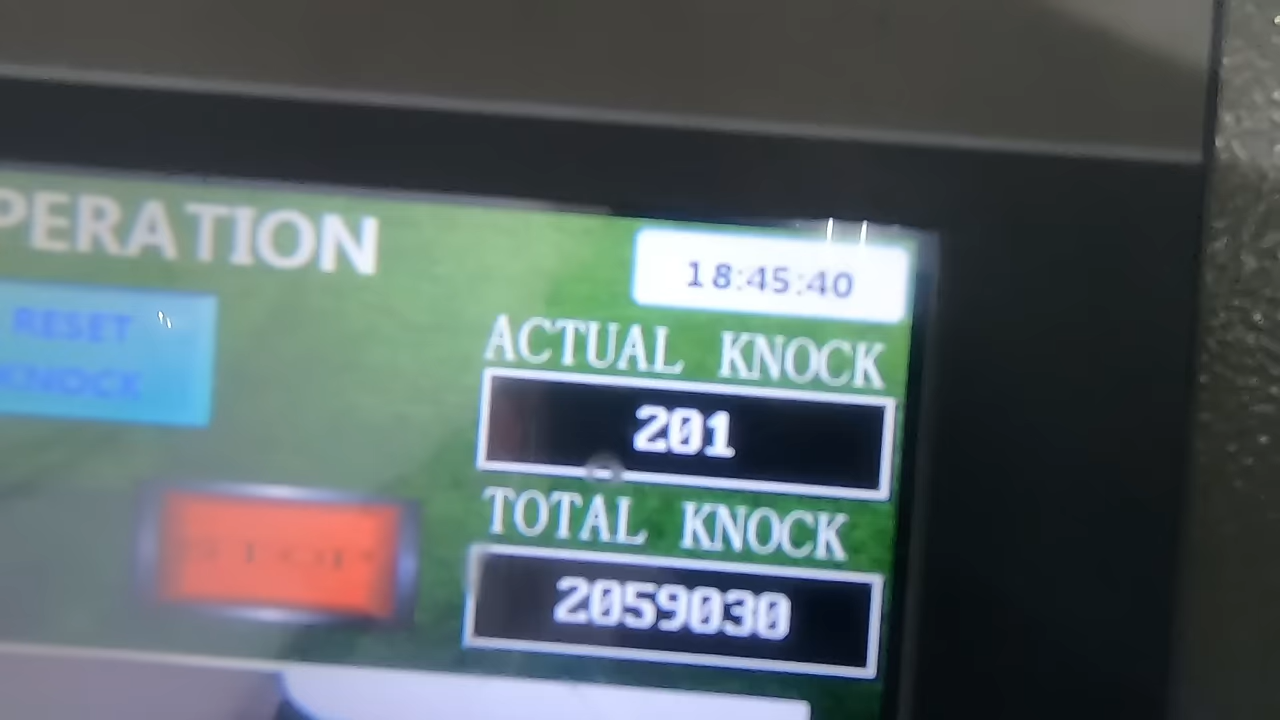 PERATION
18:45:40
RESET
KNOCK
ACTUAL KNOCK
201
TOTAL KNOCK
2059030